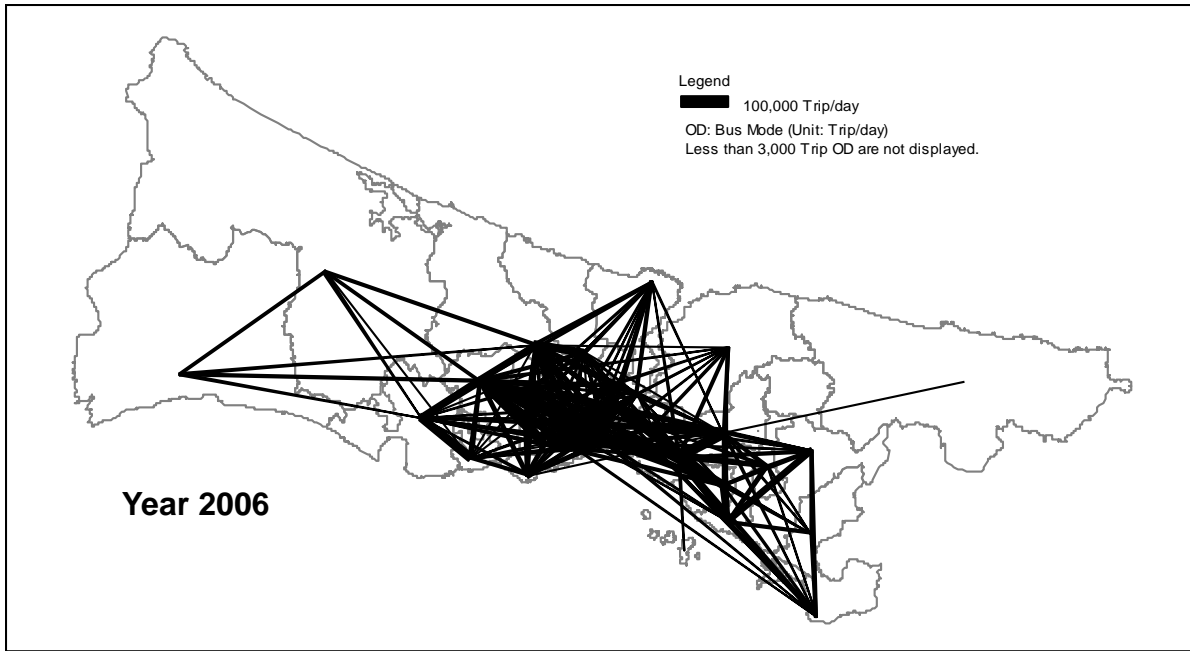 Legend
100,000 Trip/day
OD: Bus Mode (Unit: Trip/day)
Less than 3,000 Trip OD are not displayed.
Year 2006